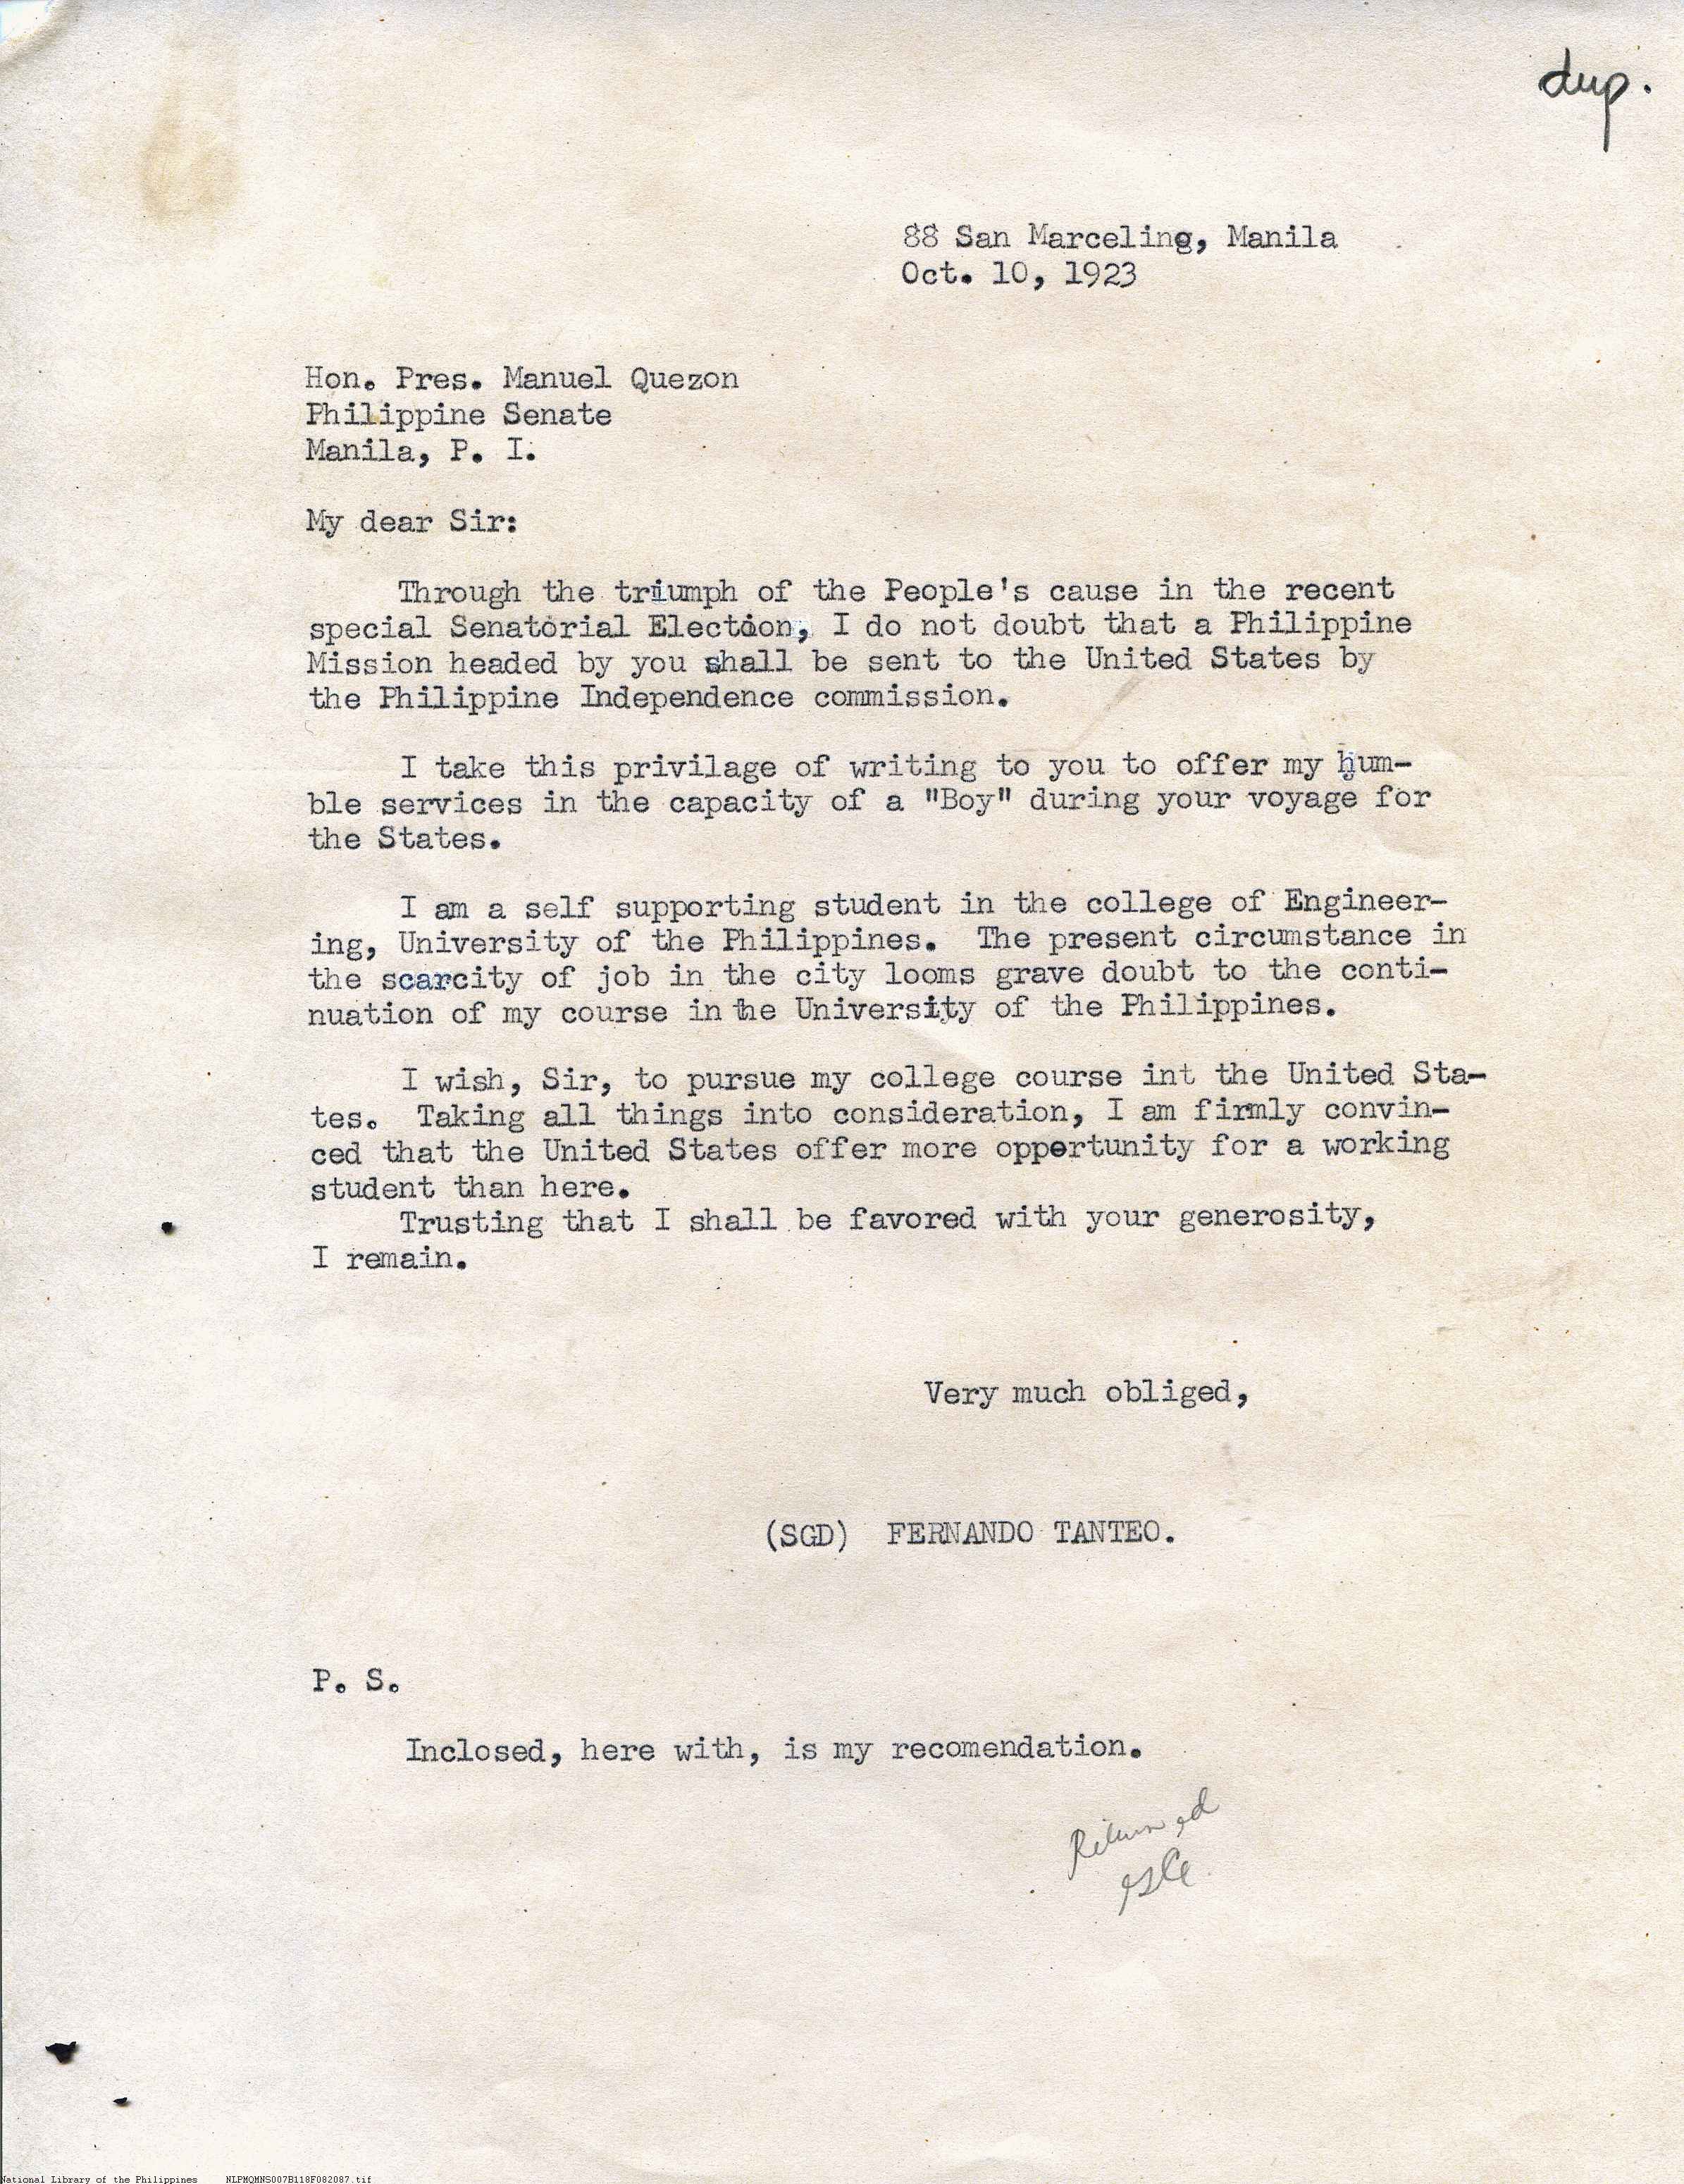 dup.
88 San Marceling, Manila
Oct. 10, 1923
Hon. Pres. Manuel Quezon
Philippine Senate
Manila, P. I.
My dear Sir:
Through the triumph of the People's cause in the recent
special Senatorial Election, I do not doubt that a Philippine
Mission headed by you shall be sent to the United States by
the Philippine Independence commission.
I take this privilage of writing to you to offer my hum-
ble services in the capacity of a "Boy" during your voyage for
the States.
I am a self supporting student in the college of Engineer-
ing, University of the Philippines. The present circumstance in
the scarcity of job in the city looms grave doubt to the conti-
nuation of my course in the University of the Philippines.
I wish, Sir, to pursue my college course int the United Sta-
tes. Taking all things into consideration, I am firmly convin-
ced that the United States offer more opportunity for a working
student than here.
Trusting that I shall be favored with your generosity,
I remain.
Very much obliged,
(SGD) FERNANDO TANTEO.
P. S.
Inclosed, here with, is my recomendation.
Returned
National Library of the Philippines NLPMQMNS007B118F082087.tif